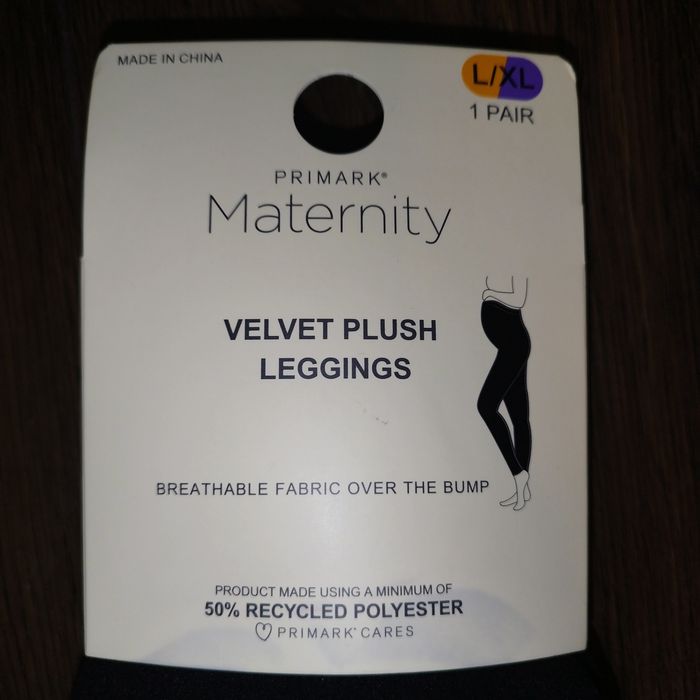 MADE IN CHINA
L/XL
1 PAIR
PRIMARK®
Maternity
VELVET PLUSH
LEGGINGS
BREATHABLE FABRIC OVER THE BUMP
PRODUCT MADE USING A MINIMUM OF
50% RECYCLED POLYESTER
PRIMARK® CARES